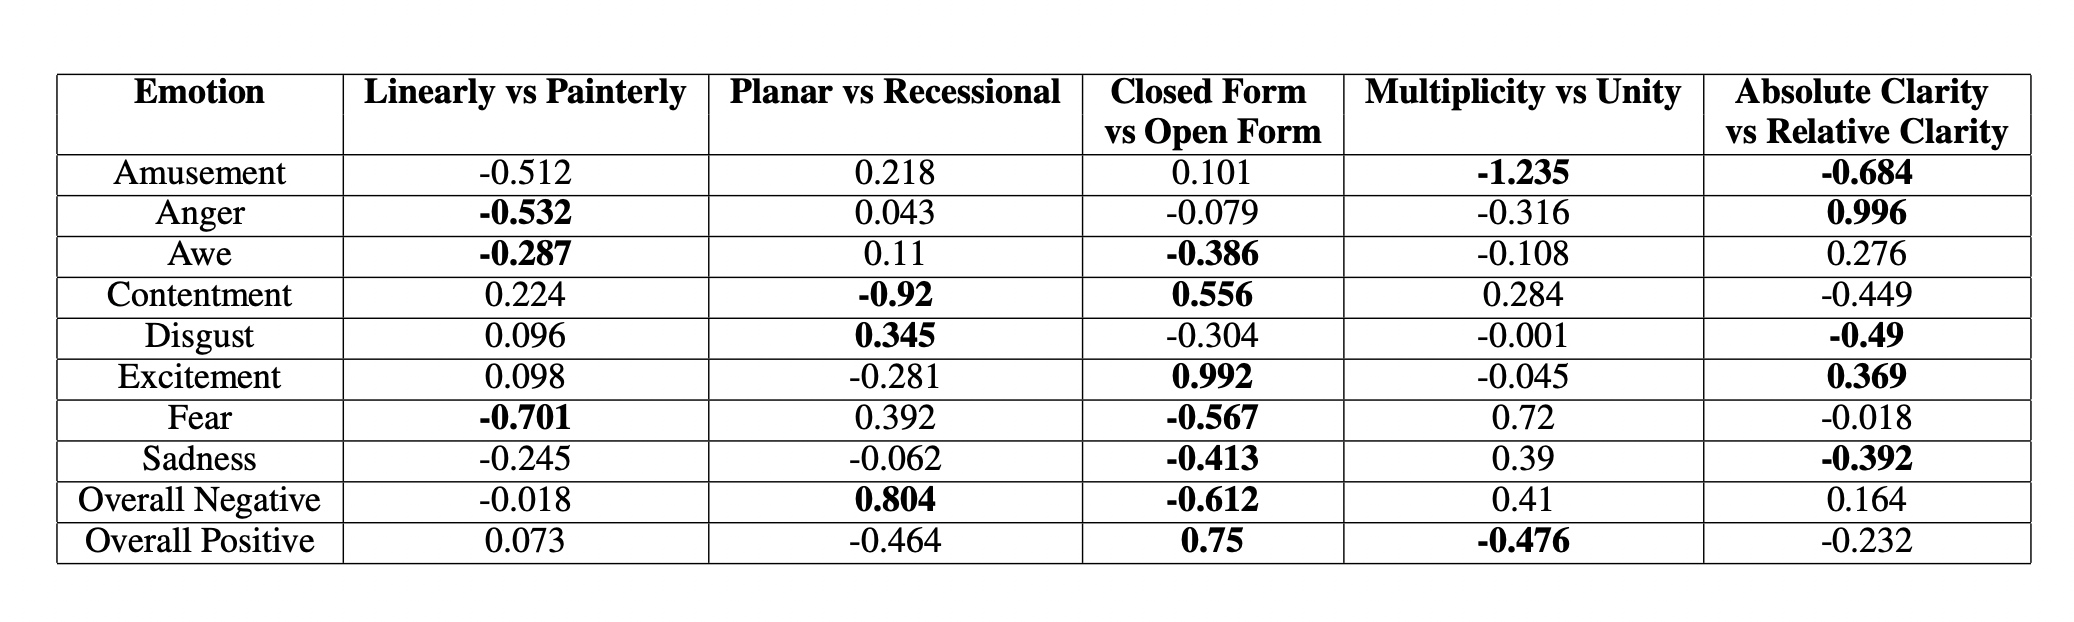 Emotion Linearly vs Painterly Planar vs Recessional Closed Form Multiplicity vs Unity Absolute Clarity
vs Open Form vs Relative Clarity
Amusement -0.512 0.218 0.101 -1.235 -0.684
Anger -0.532 0.043 -0.079 -0.316 0.996
Awe -0.287 0.11 -0.386 -0.108 0.276
Contentment 0.224 -0.92 0.556 0.284 -0.449
Disgust 0.096 0.345 -0.304 -0.001 -0.49
Excitement 0.098 -0.281 0.992 -0.045 0.369
Fear -0.701 0.392 -0.567 0.72 -0.018
Sadness -0.245 -0.062 -0.413 0.39 -0.392
Overall Negative -0.018 0.804 -0.612 0.41 0.164
Overall Positive 0.073 -0.464 0.75 -0.476 -0.232